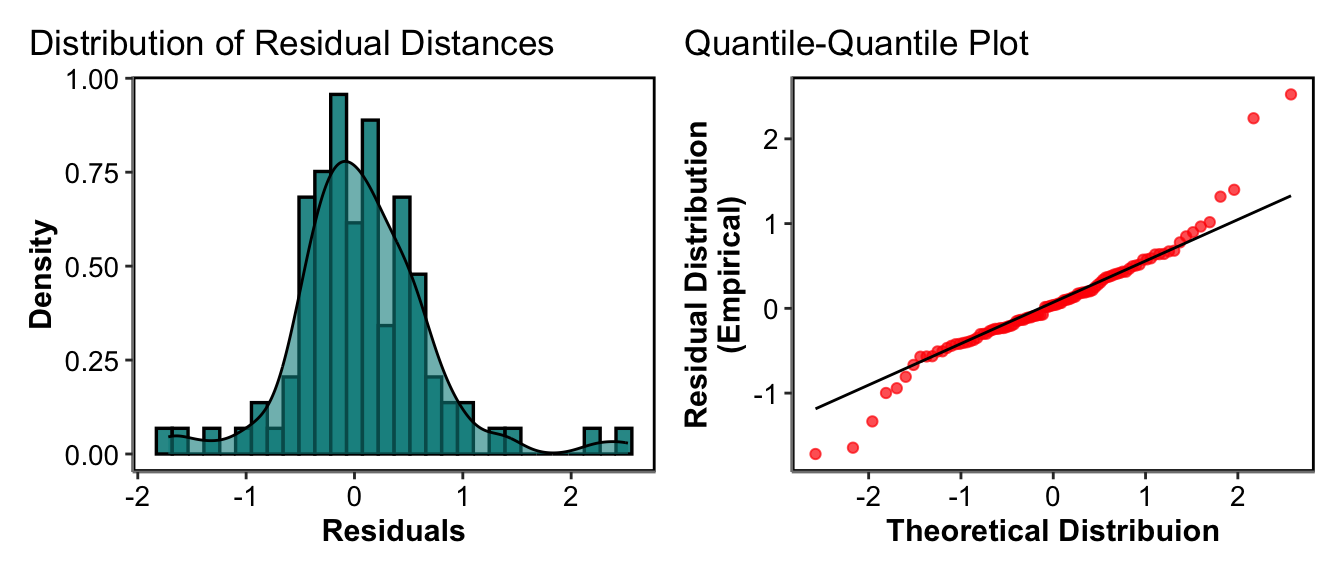 Distribution of Residual Distances
1.00
0.75
0.50
0.25
0.00
Density
-2 -1 0 1 2
Residuals
Quantile-Quantile Plot
2
1
0
-1
Residual Distribution
(Empirical)
-2 -1 0 1 2
Theoretical Distribuion